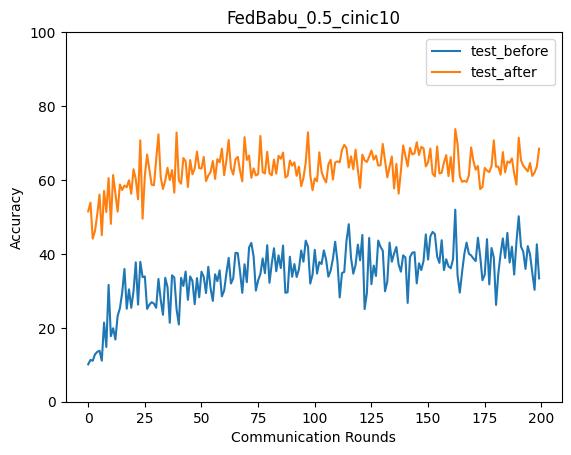 FedBabu_0.5_cinic10
100
80
60
40
20
0
Accuracy
test_before
test_after
0 25 50 75 100 125 150 175 200
Communication Rounds